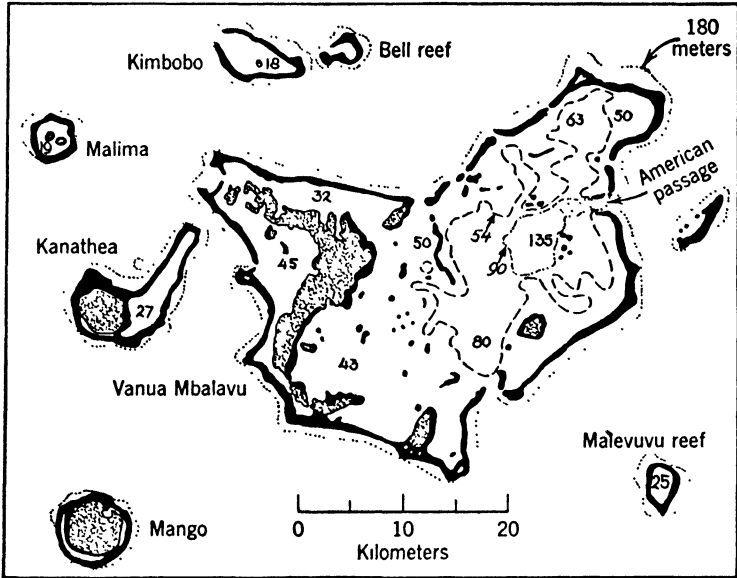 180
meters
Kimbobo
18
Bell reef
63
50
19
Malima
American
passage
32
Kanathea
45
50
54
135
90
27
80
43
Vanua Mbalavu
Malevuvu reef
25
Mango
0 10 20
Kilometers